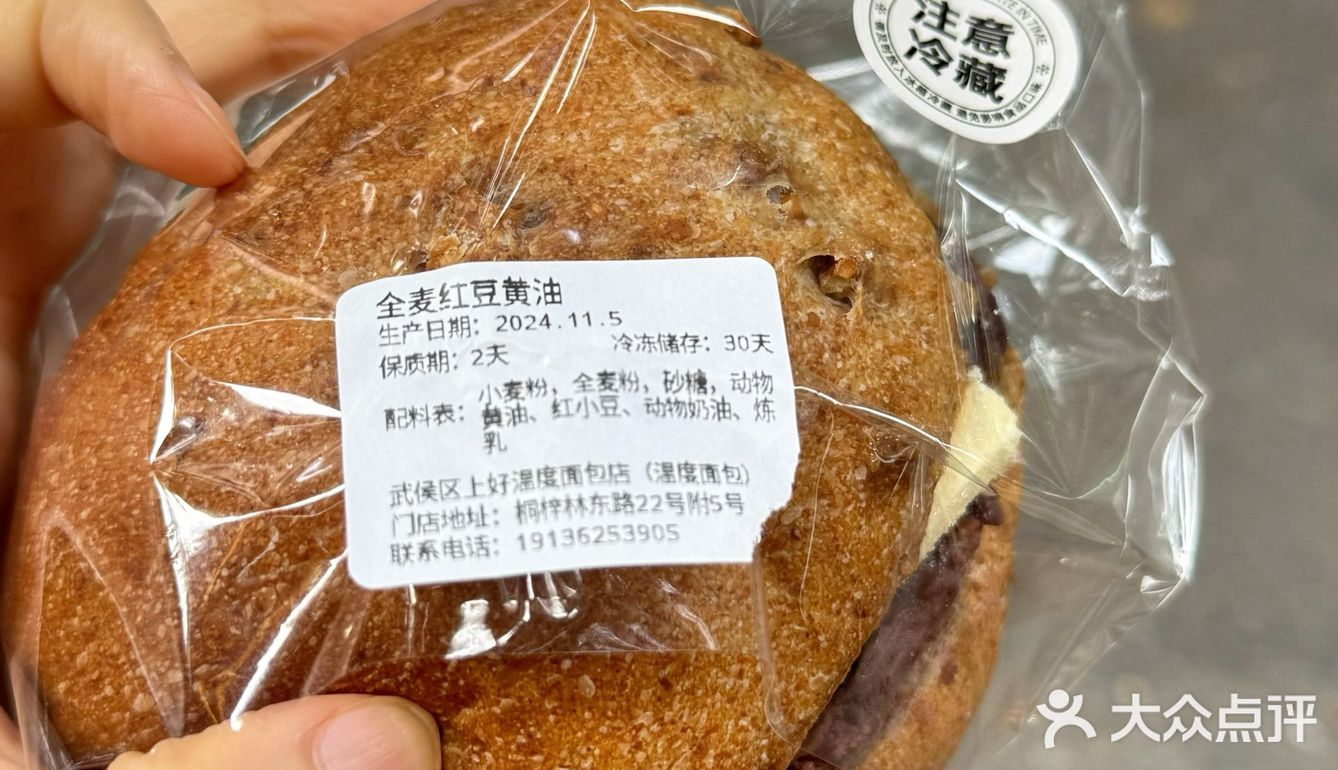 注意
冷藏
全麦红豆黄油
生产日期：2024.11.5
保质期：2天 冷冻储存：30天
配料表：小麦粉，全麦粉，砂糖，动物
黄油、红小豆、动物奶油、炼
乳
武侯区上好温度面包店（温度面包）
门店地址：桐梓林东路22号附5号
联系电话：19136253905
大众点评